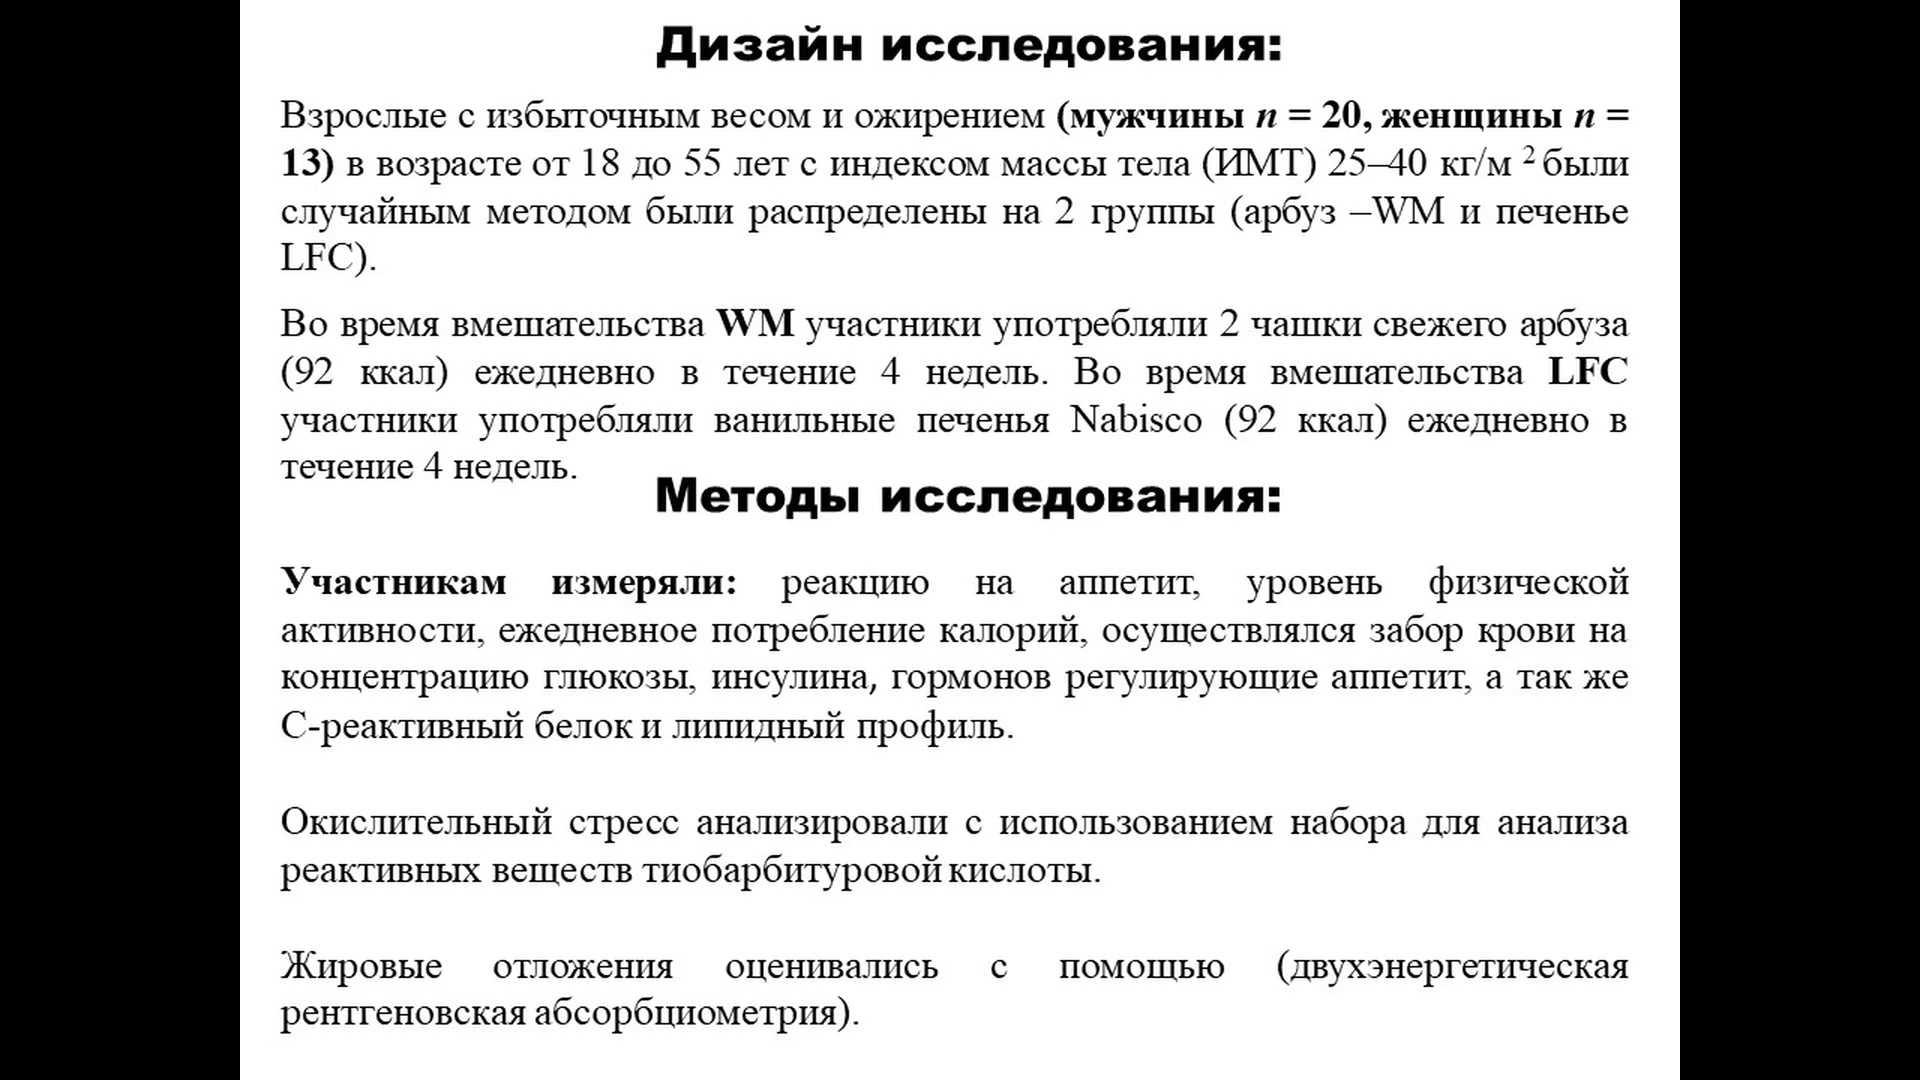 Дизайн исследования:
Взрослые с избыточным весом и ожирением (мужчины n = 20, женщины n =
13) в возрасте от 18 до 55 лет с индексом массы тела (ИМТ) 25–40 кг/м ² были
случайным методом были распределены на 2 группы (арбуз –WM и печенье
LFC).
Во время вмешательства WM участники употребляли 2 чашки свежего арбуза
(92 ккал) ежедневно в течение 4 недель. Во время вмешательства LFC
участники употребляли ванильные печенья Nabisco (92 ккал) ежедневно в
течение 4 недель.
Методы исследования:
Участникам измеряли: реакцию на аппетит, уровень физической
активности, ежедневное потребление калорий, осуществлялся забор крови на
концентрацию глюкозы, инсулина, гормонов регулирующие аппетит, а так же
С-реактивный белок и липидный профиль.
Окислительный стресс анализировали с использованием набора для анализа
реактивных веществ тиобарбитуровой кислоты.
Жировые отложения оценивались с помощью (двухэнергетическая
рентгеновская абсорбциометрия).